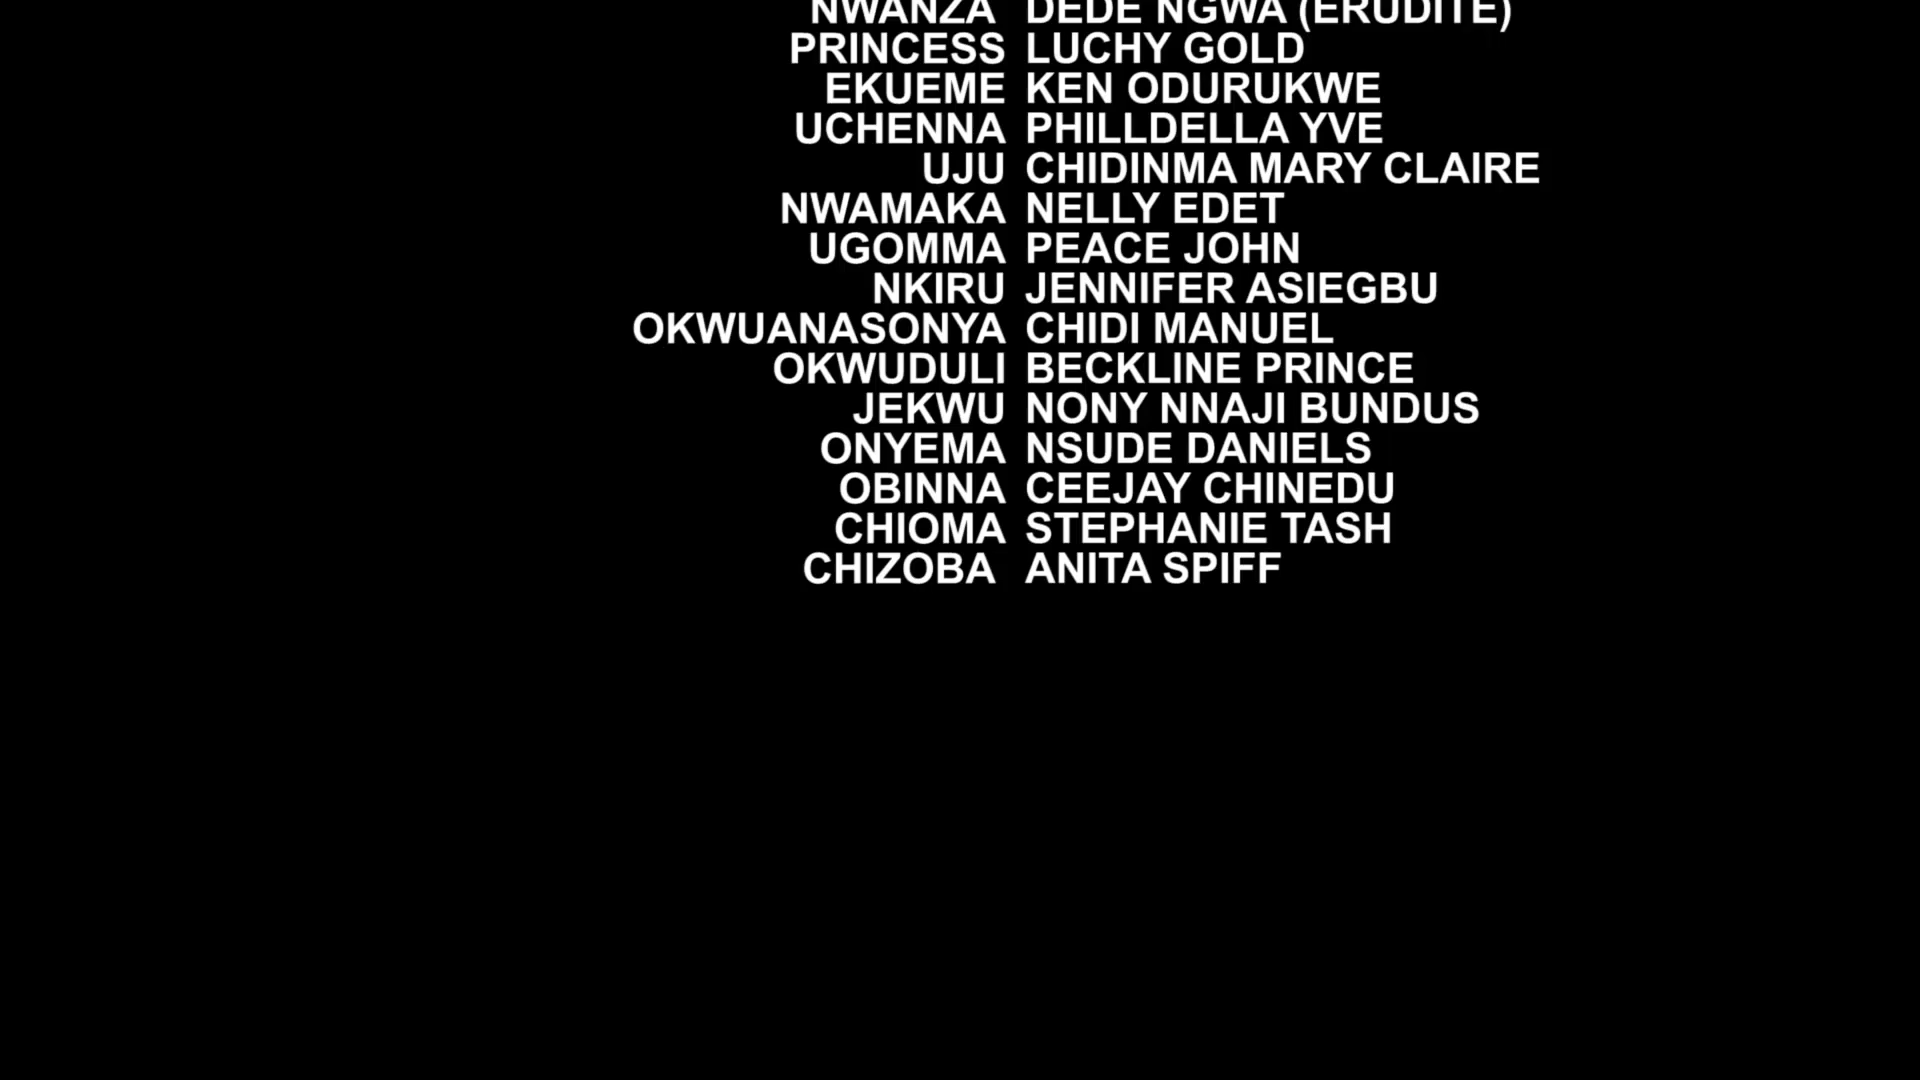 NWANZA DEDE NGWA (ERUDITE)
PRINCESS LUCHY GOLD
EKUEME KEN ODURUKWE
UCHENNA PHILLDELLA YVE
UJU CHIDINMA MARY CLAIRE
NWAMAKA NELLY EDET
UGOMMA PEACE JOHN
NKIRU JENNIFER ASIEGBU
OKWUANASONYA CHIDI MANUEL
OKWUDULI BECKLINE PRINCE
JEKWU NONY NNAJI BUNDUS
ONYEMA NSUDE DANIELS
OBINNA CEEJAY CHINEDU
CHIOMA STEPHANIE TASH
CHIZOBA ANITA SPIFF